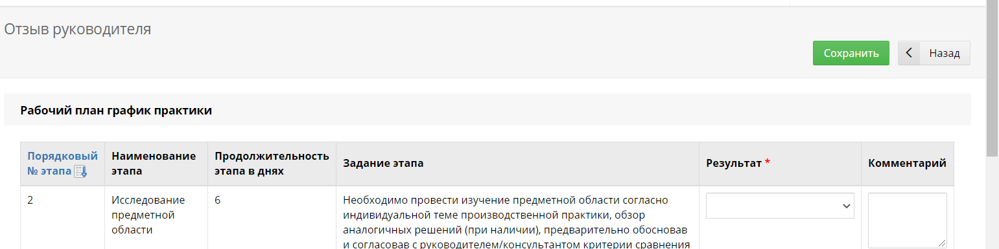 Отзыв руководителя
Сохранить
Назад
Рабочий план график практики
Порядковый № этапа
Наименование этапа
Продолжительность этапа в днях
Задание этапа
Результат *
Комментарий
2
Исследование
предметной
области
6
Необходимо провести изучение предметной области согласно
индивидуальной теме производственной практики, обзор
аналогичных решений (при наличии), предварительно обосновав
и согласовав с руководителем/консультантом критерии сравнения